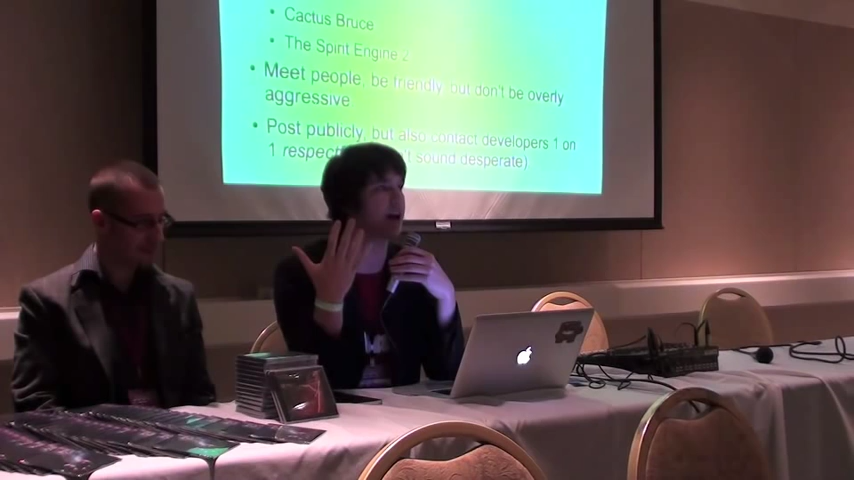 • Cactus Bruce
• The Spirit Engine 2
• Meet people, be friendly, but don't be overly
aggressive
• Post publicly, but also contact developers 1 on
1 respect 't sound desperate)